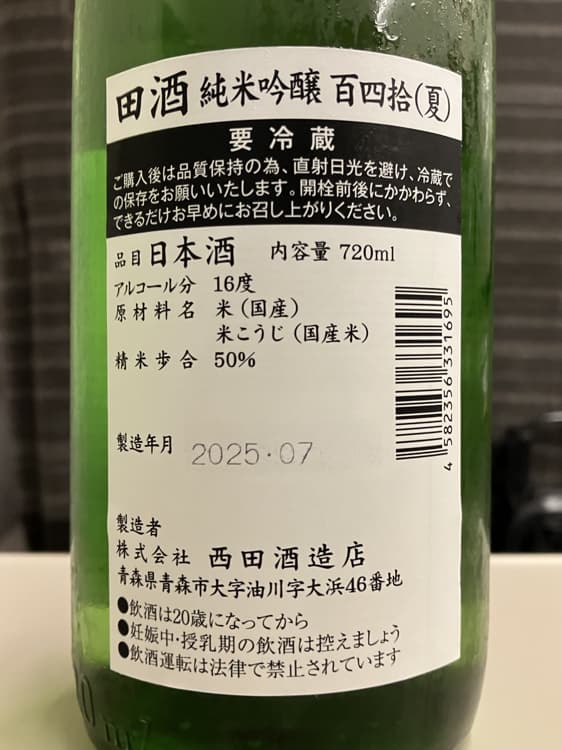 田酒 純米吟醸 百四拾(夏)
要冷蔵
ご購入後は品質保持の為、直射日光を避け、冷蔵で
の保存をお願いいたします。開栓前後にかかわらず、
できるだけお早めにお召し上がりください。
品目 日本酒 内容量 720ml
アルコール分 16度
原材料名 米(国産)
米こうじ(国産米)
精米歩合 50%
4 582356 331695
製造年月 2025.07
製造者
株式会社 西田酒造店
青森県青森市大字油川字大浜46番地
●飲酒は20歳になってから
●妊娠中・授乳期の飲酒は控えましょう
●飲酒運転は法律で禁止されています